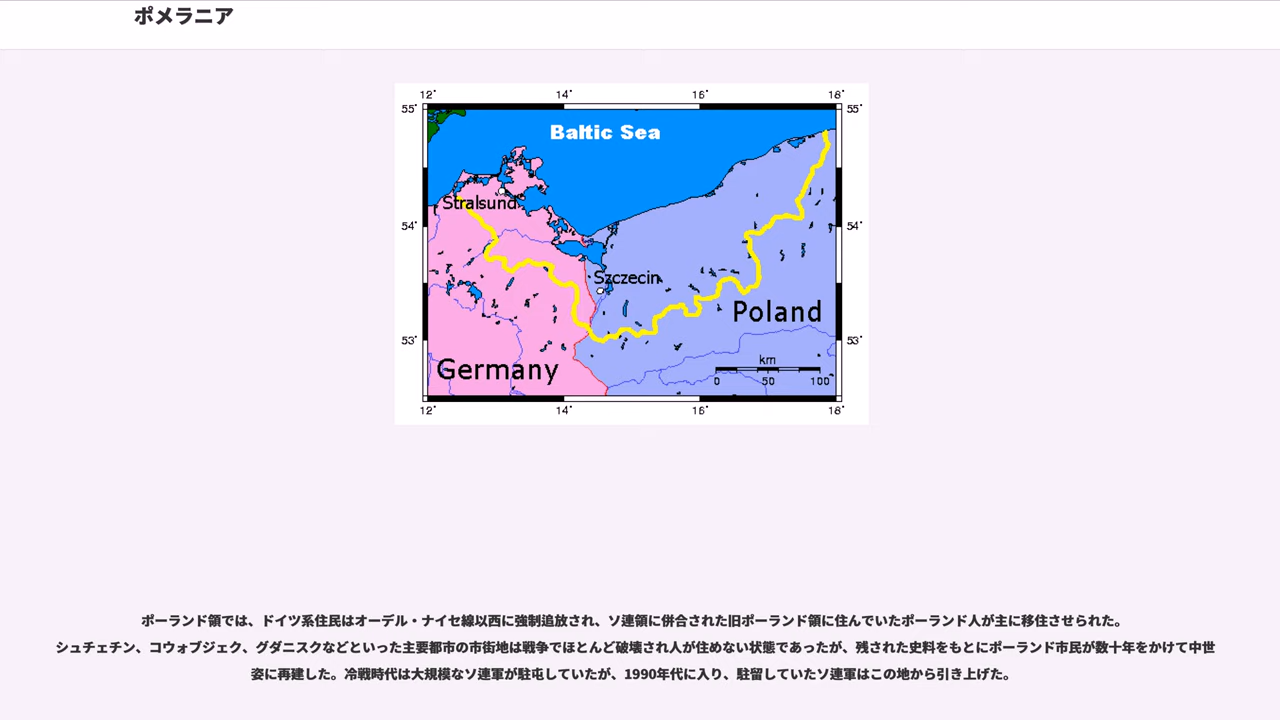 ポメラニア
12° 14° 16° 18°
55° 55°
Baltic Sea
Stralsund
54° 54°
Szczecin
Poland
53° 53°
km
Germany
0 50 100
12° 14° 16° 18°
ポーランド領では、ドイツ系住民はオーデル・ナイセ線以西に強制追放され、ソ連領に併合された旧ポーランド領に住んでいたポーランド人が主に移住させられた。
シュチェチン、コウォブジェク、グダニスクなどといった主要都市の市街地は戦争でほとんど破壊され人が住めない状態であったが、残された史料をもとにポーランド市民が数十年をかけて中世
姿に再建した。冷戦時代は大規模なソ連軍が駐屯していたが、1990年代に入り、駐留していたソ連軍はこの地から引き上げた。